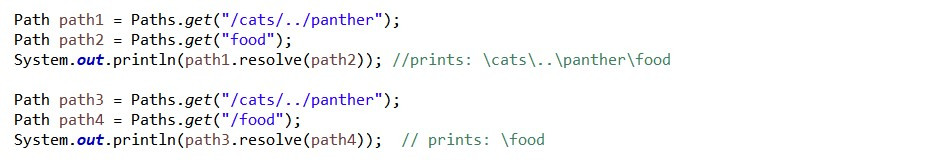 Path path1 = Paths.get("/cats/../panther");
Path path2 = Paths.get("food");
System.out.println(path1.resolve(path2)); //prints: \cats\..\panther\food
Path path3 = Paths.get("/cats/../panther");
Path path4 = Paths.get("/food");
System.out.println(path3.resolve(path4));  // prints: \food